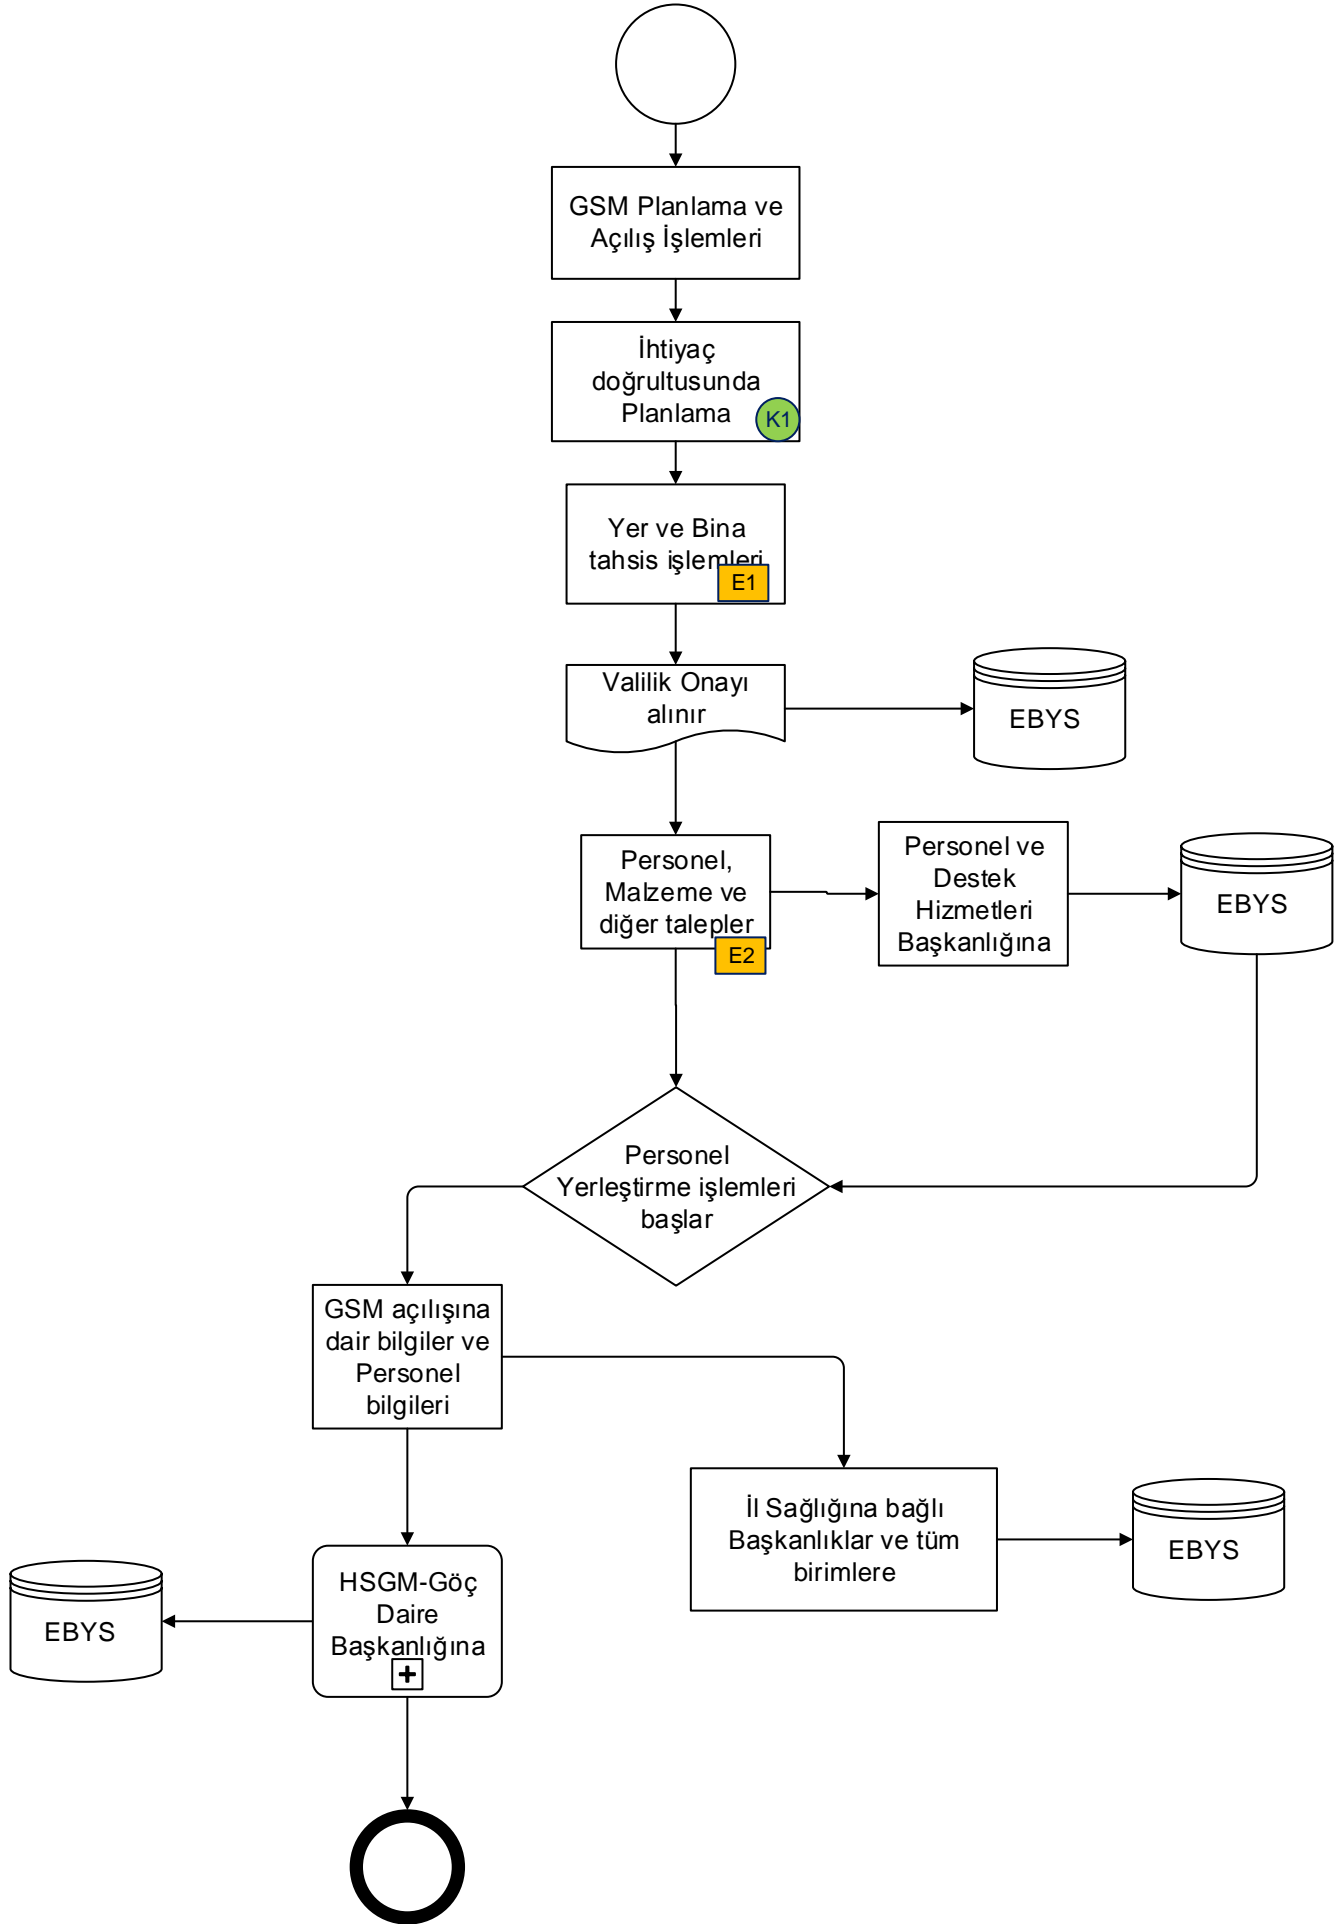 GSM Planlama ve
Açılış İşlemleri
İhtiyaç
doğrultusunda
Planlama
K1
Yer ve Bina
tahsis işlemleri
E1
Valilik Onayı
alınır
EBYS
Personel,
Malzeme ve
diğer talepler
E2
Personel ve
Destek
Hizmetleri
Başkanlığına
EBYS
Personel
Yerleştirme işlemleri
başlar
GSM açılışına
dair bilgiler ve
Personel
bilgileri
İl Sağlığına bağlı
Başkanlıklar ve tüm
birimlere
EBYS
HSGM-Göç
Daire
Başkanlığına
EBYS